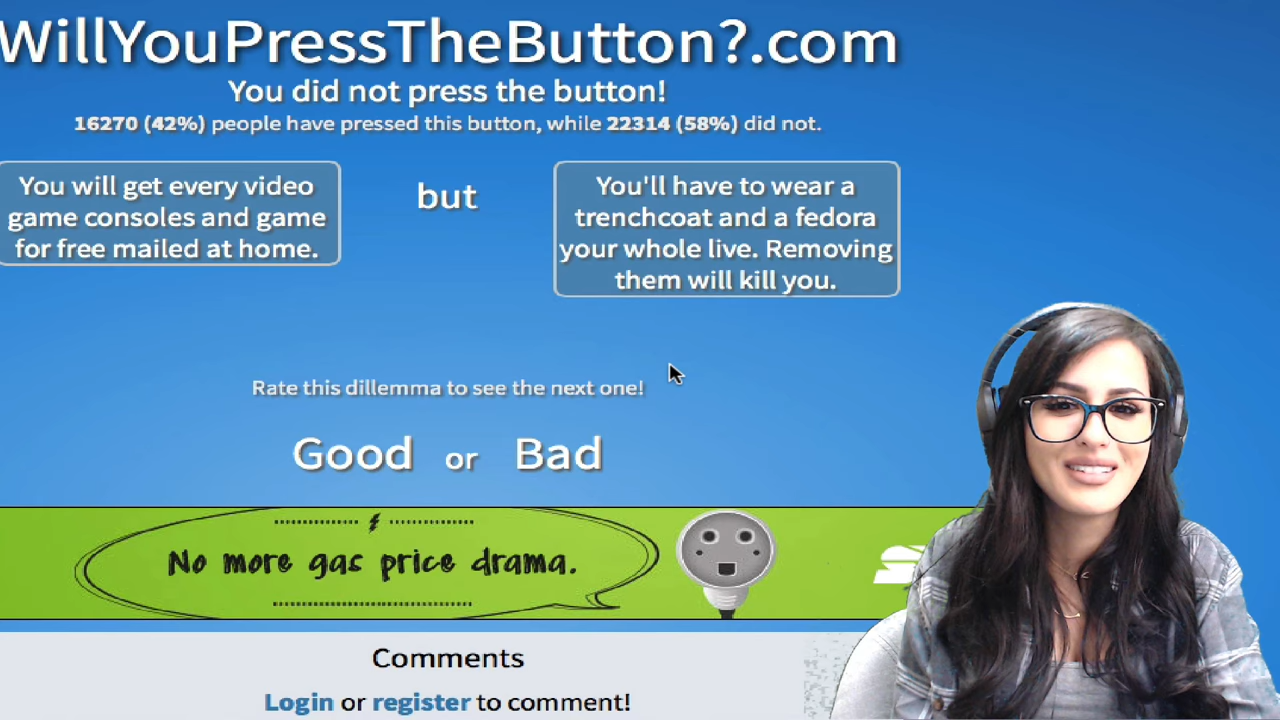 WillYouPressTheButton?.com
You did not press the button!
16270 (42%) people have pressed this button, while 22314 (58%) did not.
You will get every video
game consoles and game
for free mailed at home.
but
You'll have to wear a
trenchcoat and a fedora
your whole live. Removing
them will kill you.
Rate this dillemma to see the next one!
Good or Bad
No more gas price drama.
Comments
Login or register to comment!